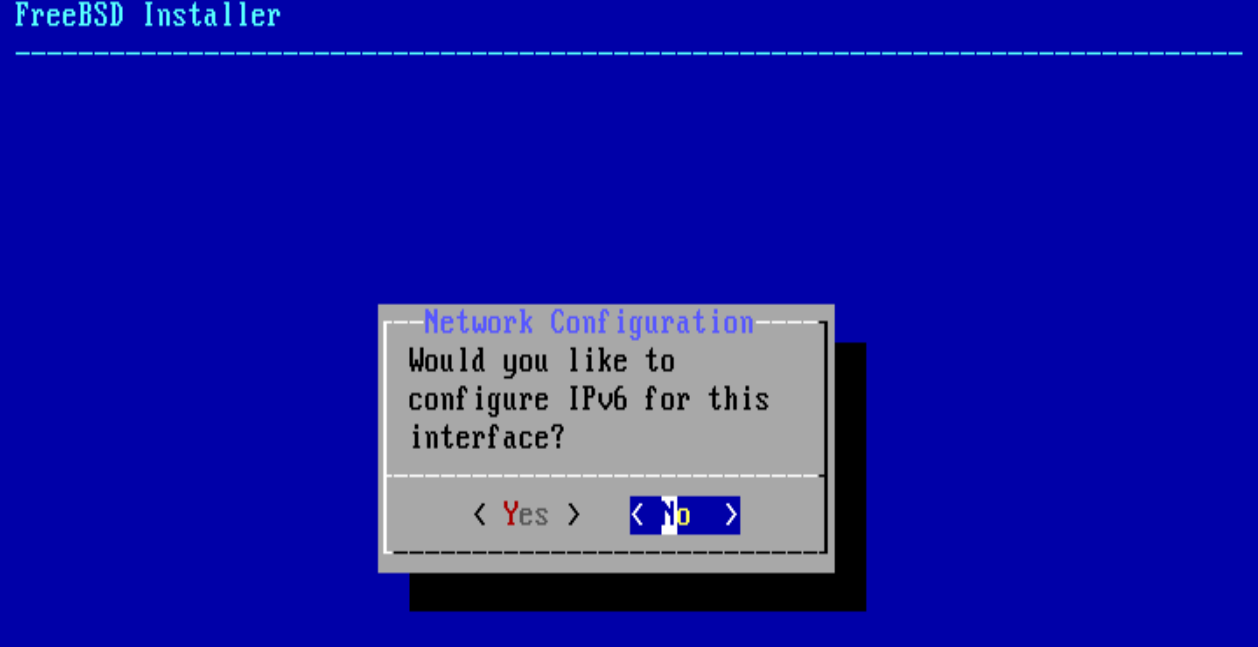 FreeBSD Installer
Network Configuration
Would you like to
configure IPv6 for this
interface?
< Yes > < No >